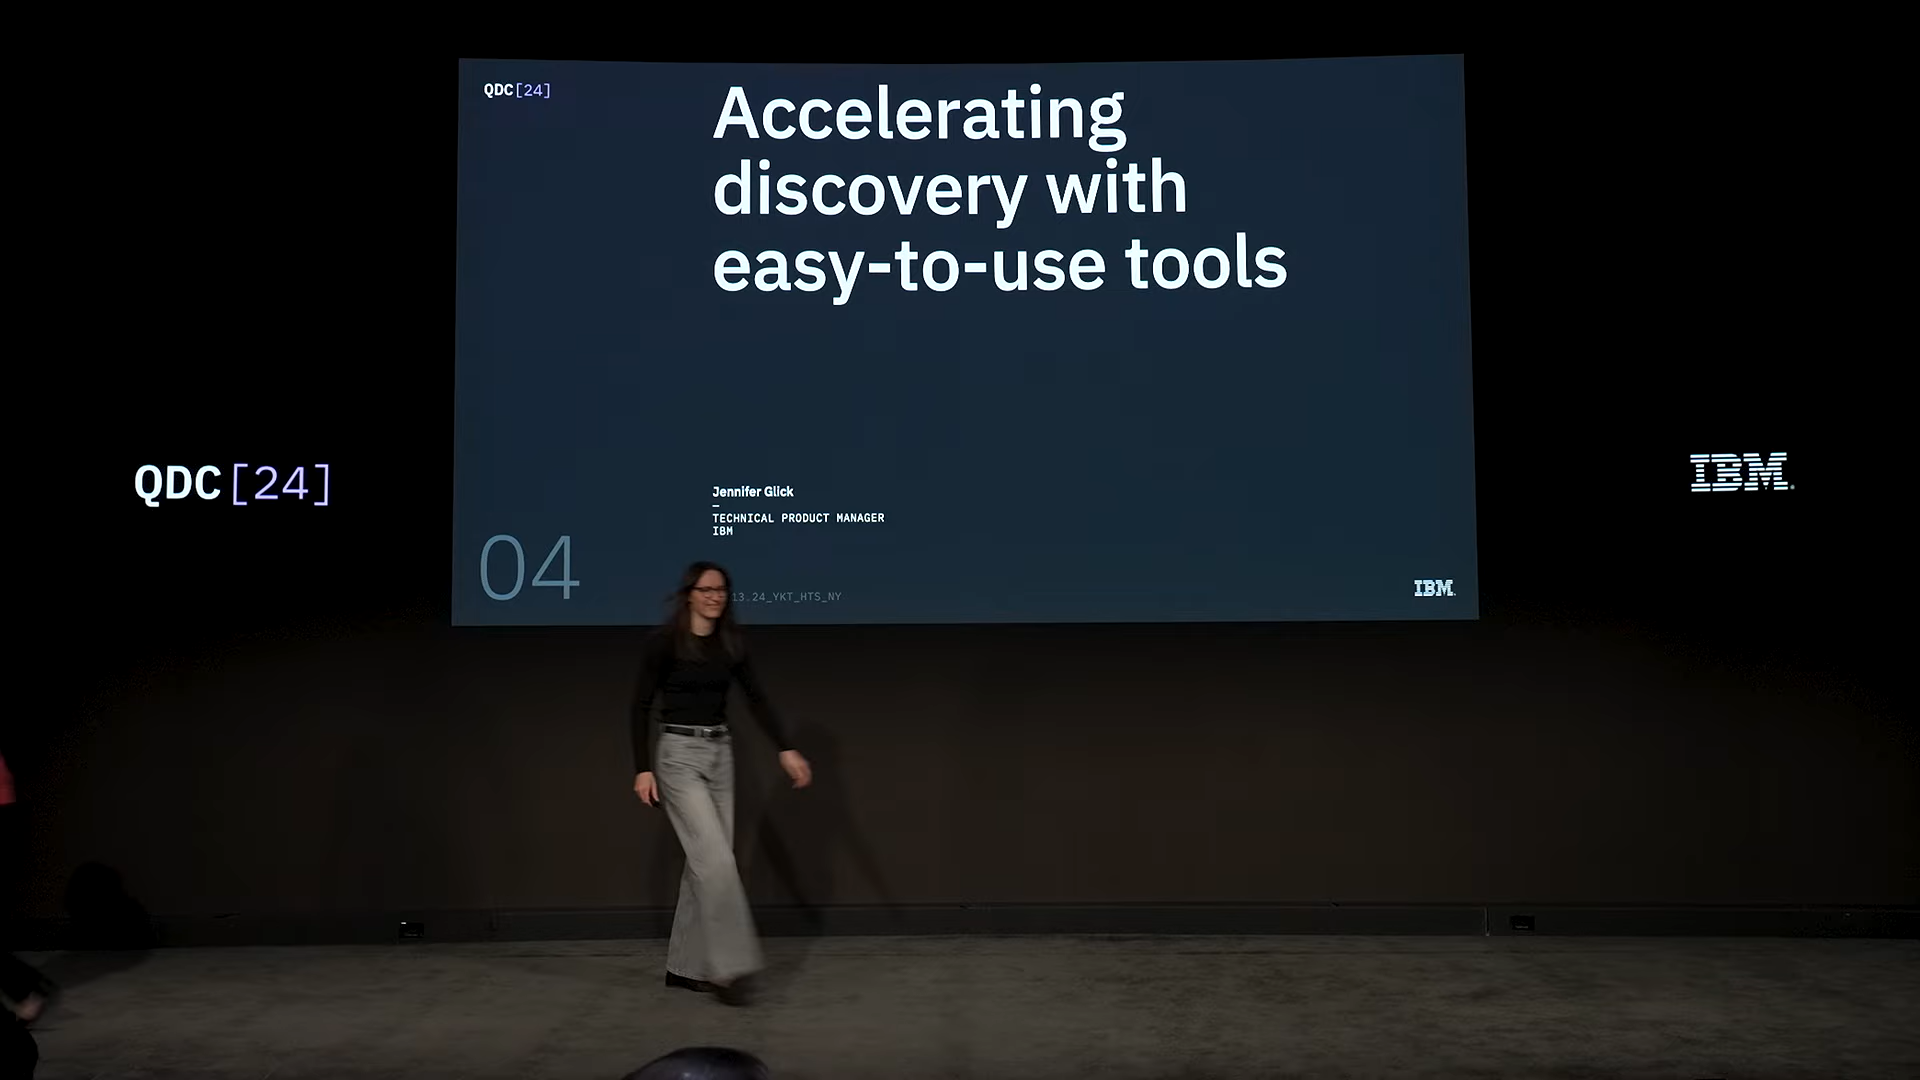 QDC[24]
Accelerating
discovery with
easy-to-use tools
QDC[24]
IBM
Jennifer Glick
—
TECHNICAL PRODUCT MANAGER
IBM
04
13.24_YKT_HTS_NY
IBM